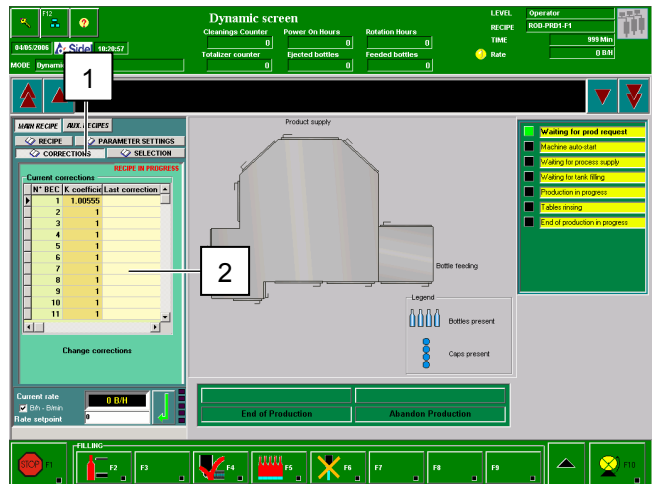 F12
?
04/05/2006 Sidel 10:20:57
MODE Dynamic
Dynamic screen
Cleanings Counter Power On Hours Rotation Hours
0 0 0
Totalizer counter Ejected bottles Feeded bottles
0 0 0
LEVEL Operator
RECIPE ROD-PRD1-F1
TIME 999 Min
Rate 0 B/H
1
MAIN RECIPE AUX. RECIPES
RECIPE PARAMETER SETTINGS
CORRECTIONS SELECTION
RECIPE IN PROGRESS
Current corrections
N° BEC K coefficie Last correction
1 1.00555
2 1
3 1
4 1
5 1
6 1
7 1
8 1
9 1
10 1
11 1
Change corrections
2
Current rate 0 B/H
B/h - B/min
Rate setpoint 0
Product supply
Bottle feeding
Legend
Bottles present
Caps present
End of Production Abandon Production
Waiting for prod request
Machine auto-start
Waiting for process supply
Waiting for tank filling
Production in progress
Tables rinsing
End of production in progress
FILLING
STOP F1 F2 F3 F4 F5 F6 F7 F8 F9 F10